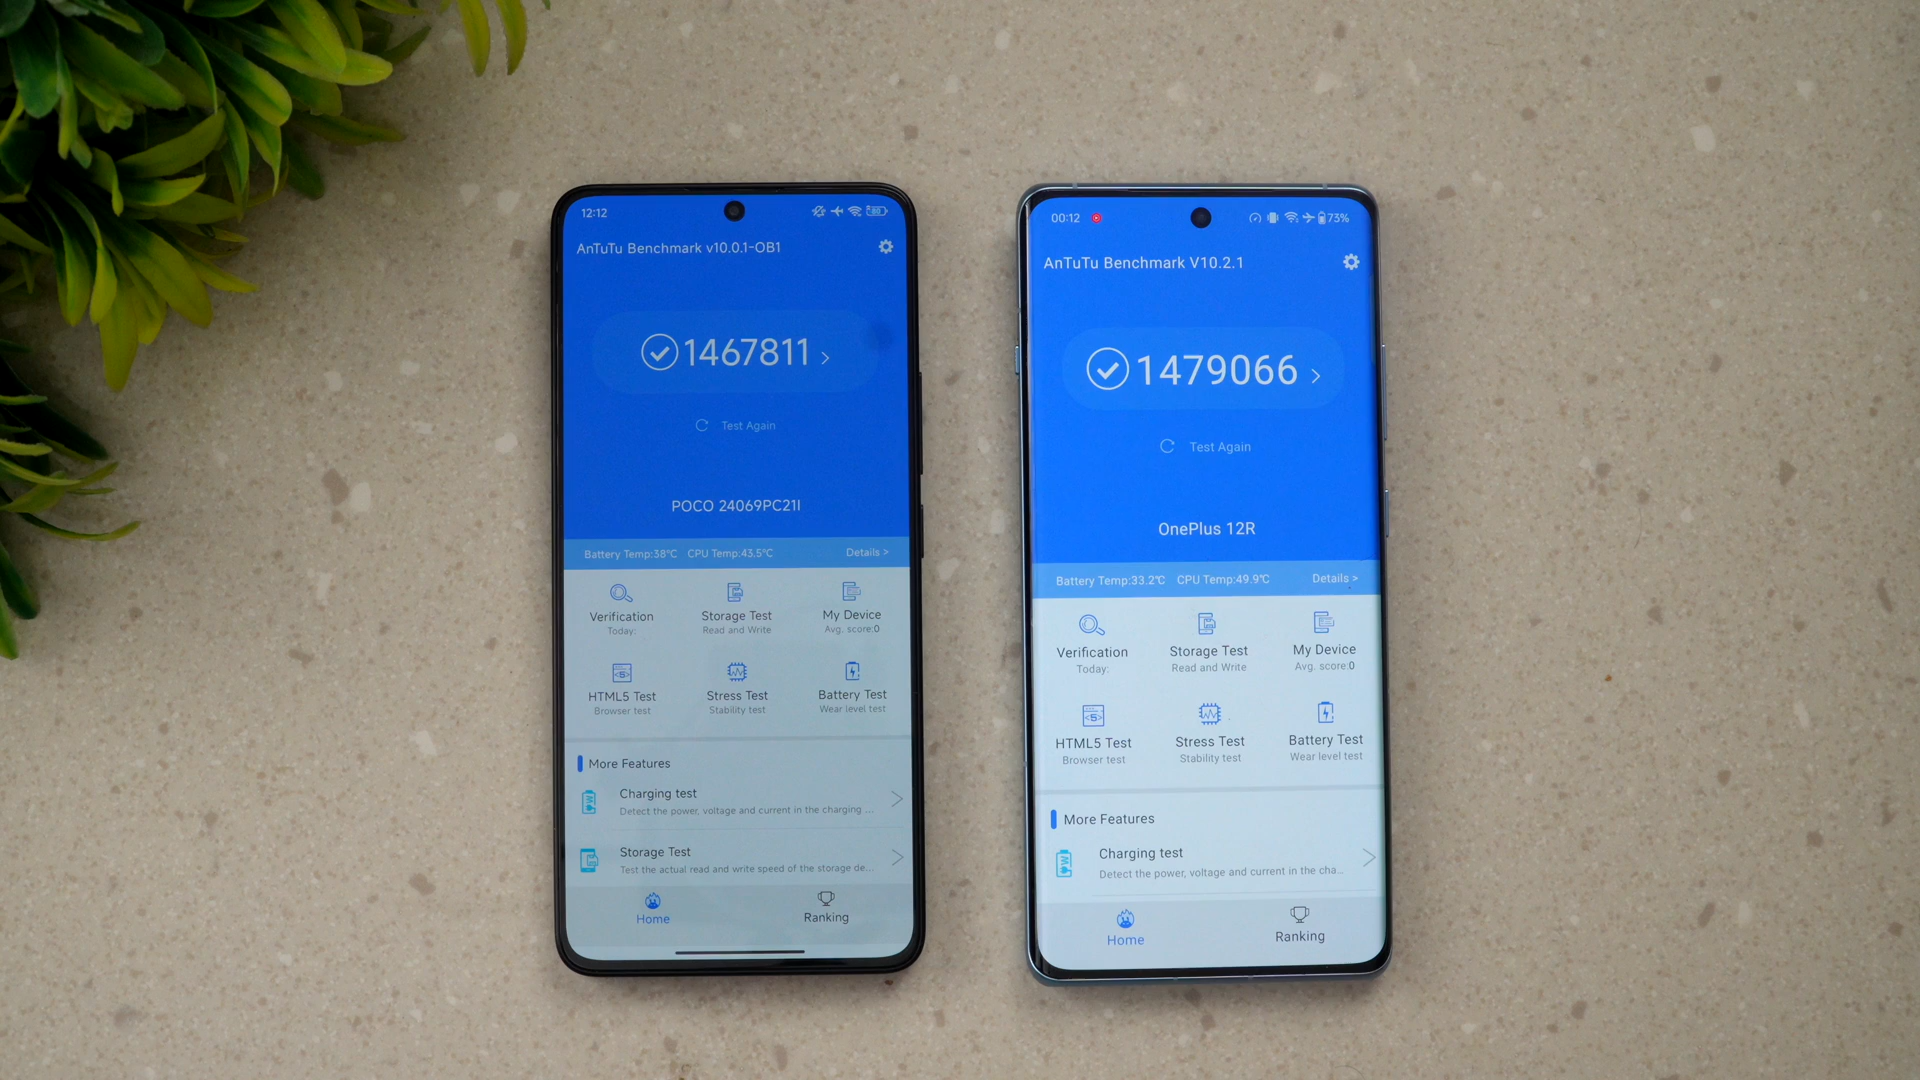 12:12
80
AnTuTu Benchmark v10.0.1-OB1
1467811 >
Test Again
POCO 24069PC21I
Battery Temp:38°C CPU Temp:43.5°C Details >
Verification Storage Test My Device
Today: Read and Write Avg. score:0
HTML5 Test Stress Test Battery Test
Browser test Stability test Wear level test
More Features
Charging test
Detect the power, voltage and current in the charging ...
Storage Test
Test the actual read and write speed of the storage de...
Home Ranking
00:12 73%
AnTuTu Benchmark V10.2.1
1479066 >
Test Again
OnePlus 12R
Battery Temp:33.2℃ CPU Temp:49.9℃ Details >
Verification Storage Test My Device
Today: Read and Write Avg. score:0
HTML5 Test Stress Test Battery Test
Browser test Stability test Wear level test
More Features
Charging test
Detect the power, voltage and current in the cha...
Home Ranking